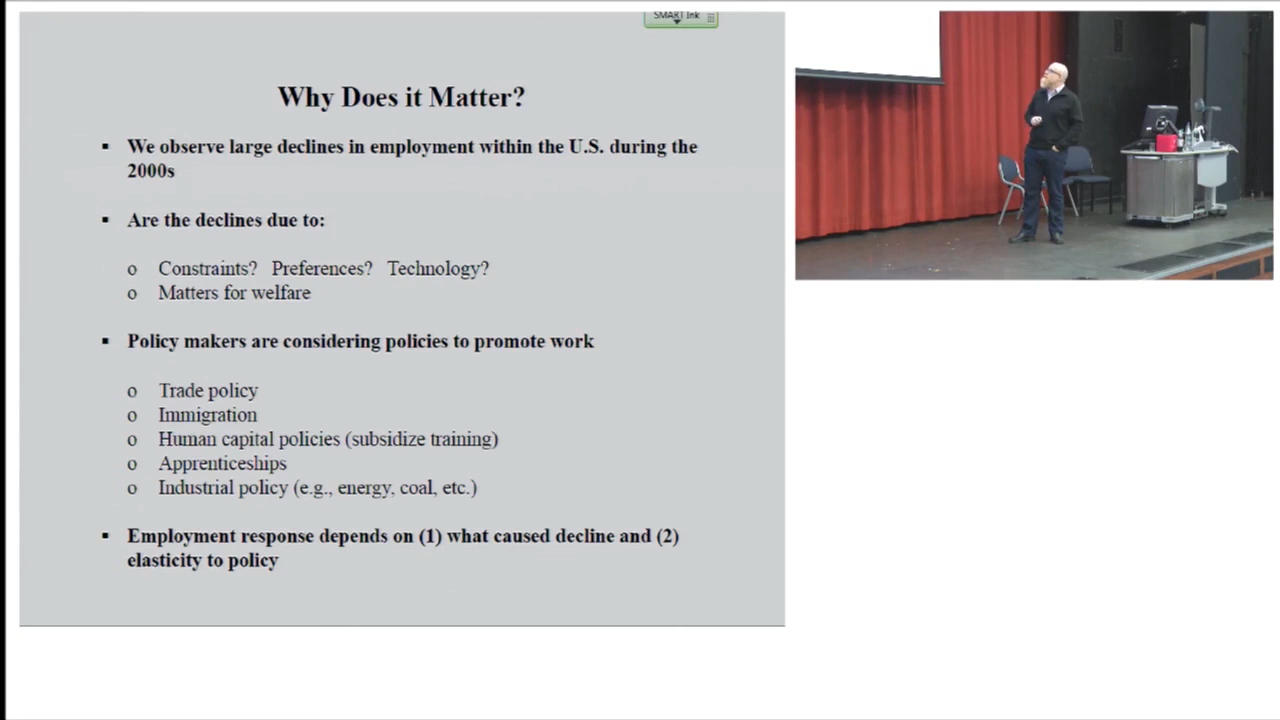 SMART Ink
Why Does it Matter?
▪ We observe large declines in employment within the U.S. during the
2000s
▪ Are the declines due to:
o Constraints? Preferences? Technology?
o Matters for welfare
▪ Policy makers are considering policies to promote work
o Trade policy
o Immigration
o Human capital policies (subsidize training)
o Apprenticeships
o Industrial policy (e.g., energy, coal, etc.)
▪ Employment response depends on (1) what caused decline and (2)
elasticity to policy